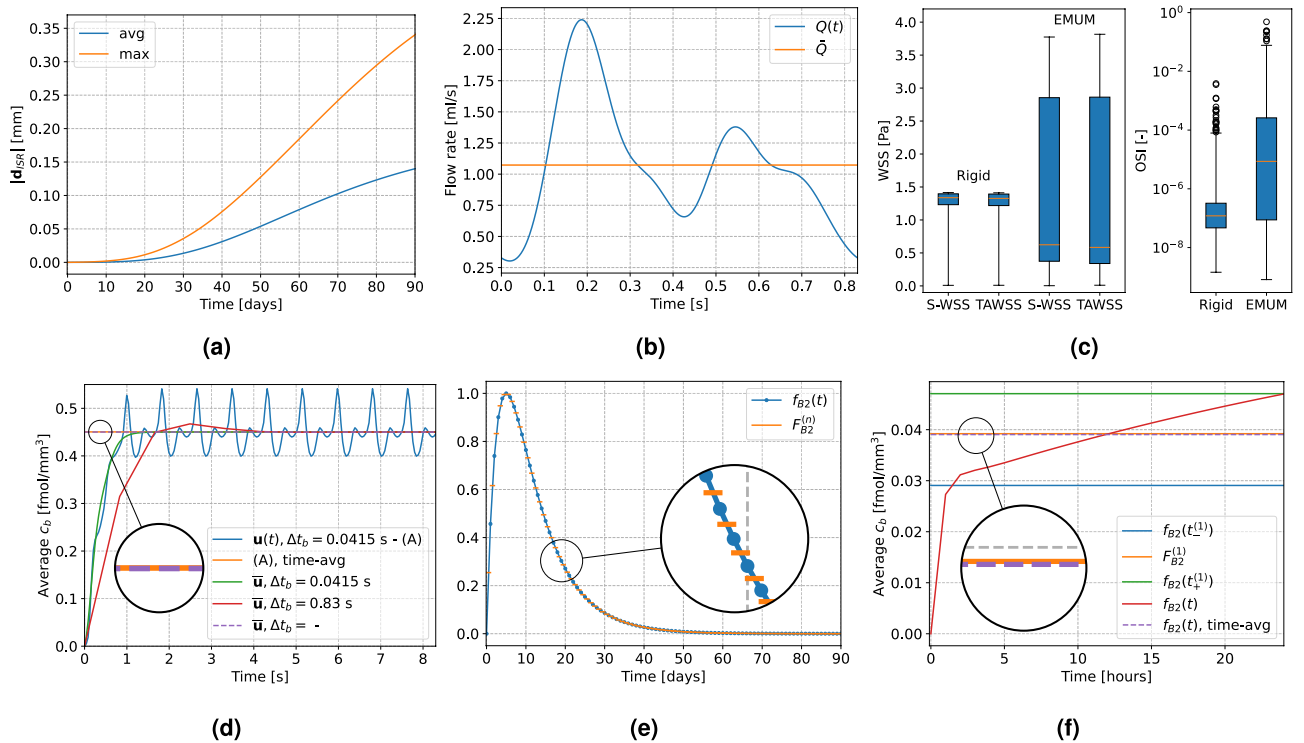 avg
max
|d_ISR| [mm]
0.35
0.30
0.25
0.20
0.15
0.10
0.05
0.00
0 10 20 30 40 50 60 70 80 90
Time [days]
(a)
Q(t)
Q̄
Flow rate [ml/s]
2.25
2.00
1.75
1.50
1.25
1.00
0.75
0.50
0.25
0.0 0.1 0.2 0.3 0.4 0.5 0.6 0.7 0.8
Time [s]
(b)
EMUM
Rigid
WSS [Pa]
4.0
3.5
3.0
2.5
2.0
1.5
1.0
0.5
0.0
S-WSS TAWSS S-WSS TAWSS
OSI [-]
10⁰
10⁻²
10⁻⁴
10⁻⁶
10⁻⁸
Rigid EMUM
(c)
Average c_b [fmol/mm³]
0.5
0.4
0.3
0.2
0.1
0.0
u(t), Δt_b = 0.0415 s - (A)
(A), time-avg
u̅, Δt_b = 0.0415 s
u̅, Δt_b = 0.83 s
u̅, Δt_b = -
0 1 2 3 4 5 6 7 8
Time [s]
(d)
f_B2(t)
F_B2^(n)
1.0
0.8
0.6
0.4
0.2
0.0
0 10 20 30 40 50 60 70 80 90
Time [days]
(e)
Average c_b [fmol/mm³]
0.04
0.03
0.02
0.01
0.00
f_B2(t_-^(1))
F_B2^(1)
f_B2(t_+^(1))
f_B2(t)
f_B2(t), time-avg
0 5 10 15 20
Time [hours]
(f)